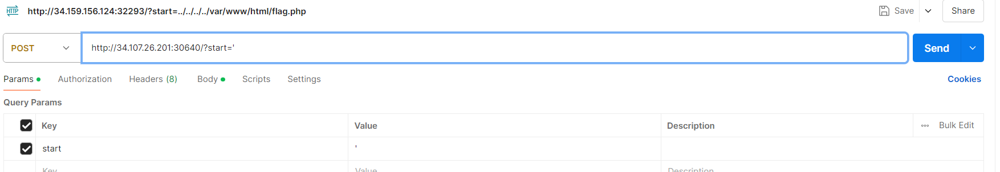 HTTP http://34.159.156.124:32293/?start=../../../../var/www/html/flag.php Save Share
POST http://34.107.26.201:30640/?start=' Send
Params Authorization Headers (8) Body Scripts Settings Cookies
Query Params
Key Value Description Bulk Edit
start '
Key Value Description